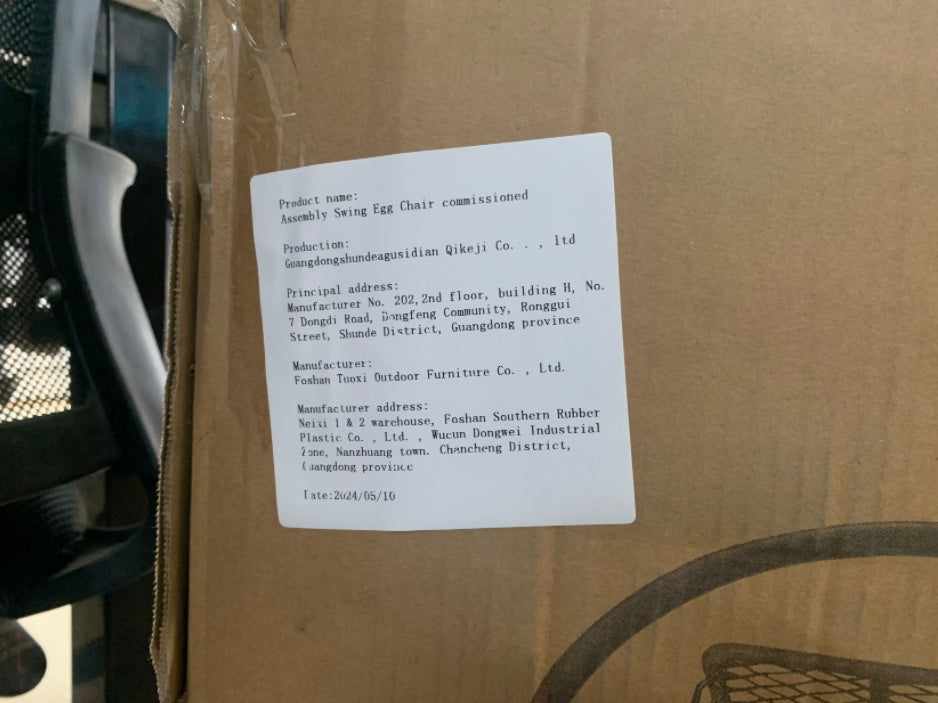 Product name:
Assembly Swing Egg Chair commissioned
Production:
Guangdongshundeagusidian Qikeji Co. . , ltd
Principal address:
Manufacturer No. 202,2nd floor, building H, No.
7 Dongdi Road, Dongfeng Community, Ronggui
Street, Shunde District, Guangdong province
Manufacturer:
Foshan Tuoxi Outdoor Furniture Co. , Ltd.
Manufacturer address:
Neixi 1 & 2 warehouse, Foshan Southern Rubber
Plastic Co. , Ltd. , Wucun Dongwei Industrial
Zone, Nanzhuang town. Chancheng District,
Guangdong province
Date:2024/05/10